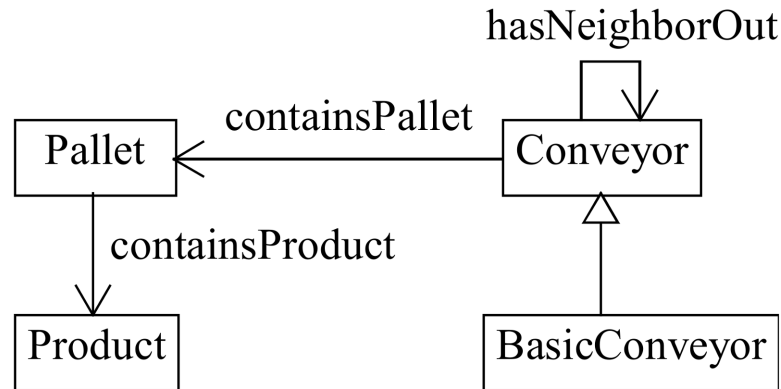 hasNeighborOut
containsPallet
Pallet
Conveyor
containsProduct
Product
BasicConveyor